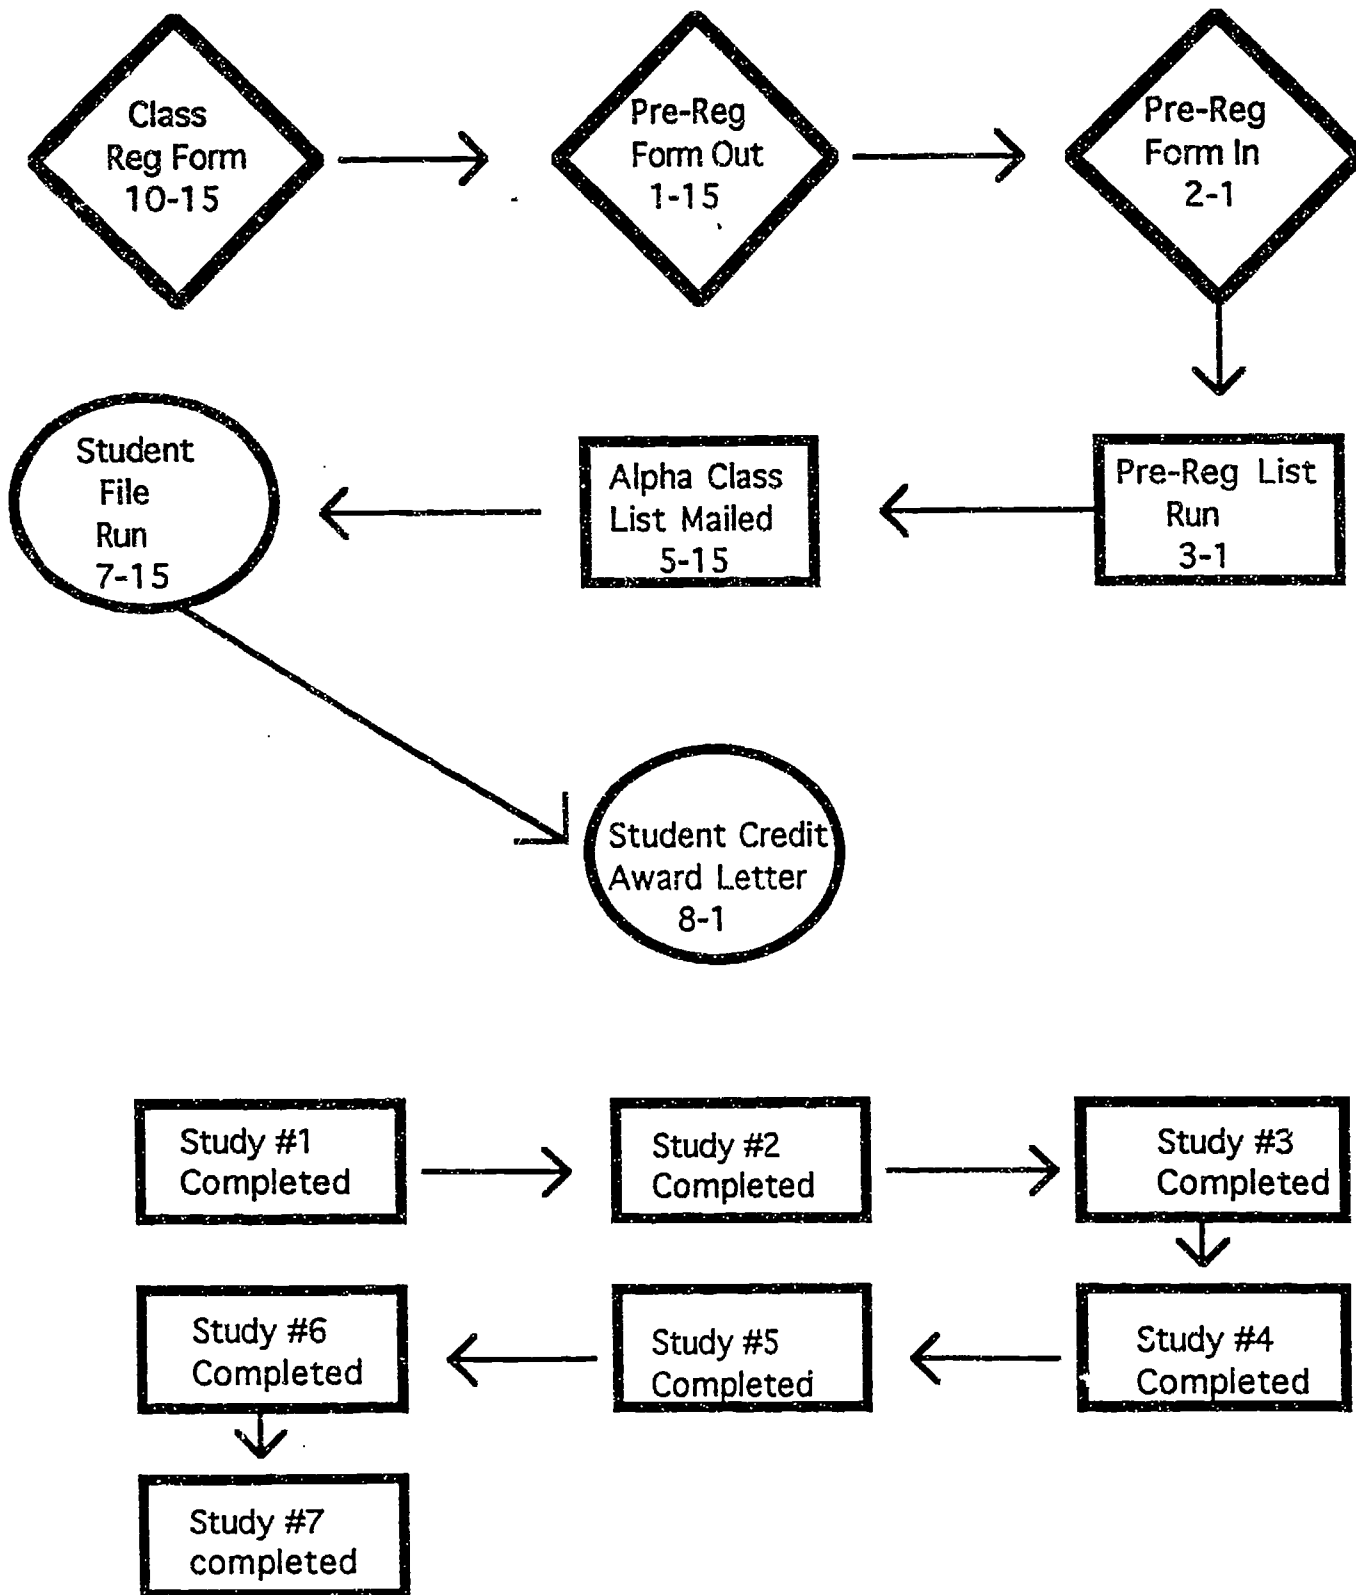 Class
Reg Form
10-15
Pre-Reg
Form Out
1-15
Pre-Reg
Form In
2-1
Student
File
Run
7-15
Alpha Class
List Mailed
5-15
Pre-Reg List
Run
3-1
Student Credit
Award Letter
8-1
Study #1
Completed
Study #2
Completed
Study #3
Completed
Study #6
Completed
Study #5
Completed
Study #4
Completed
Study #7
completed